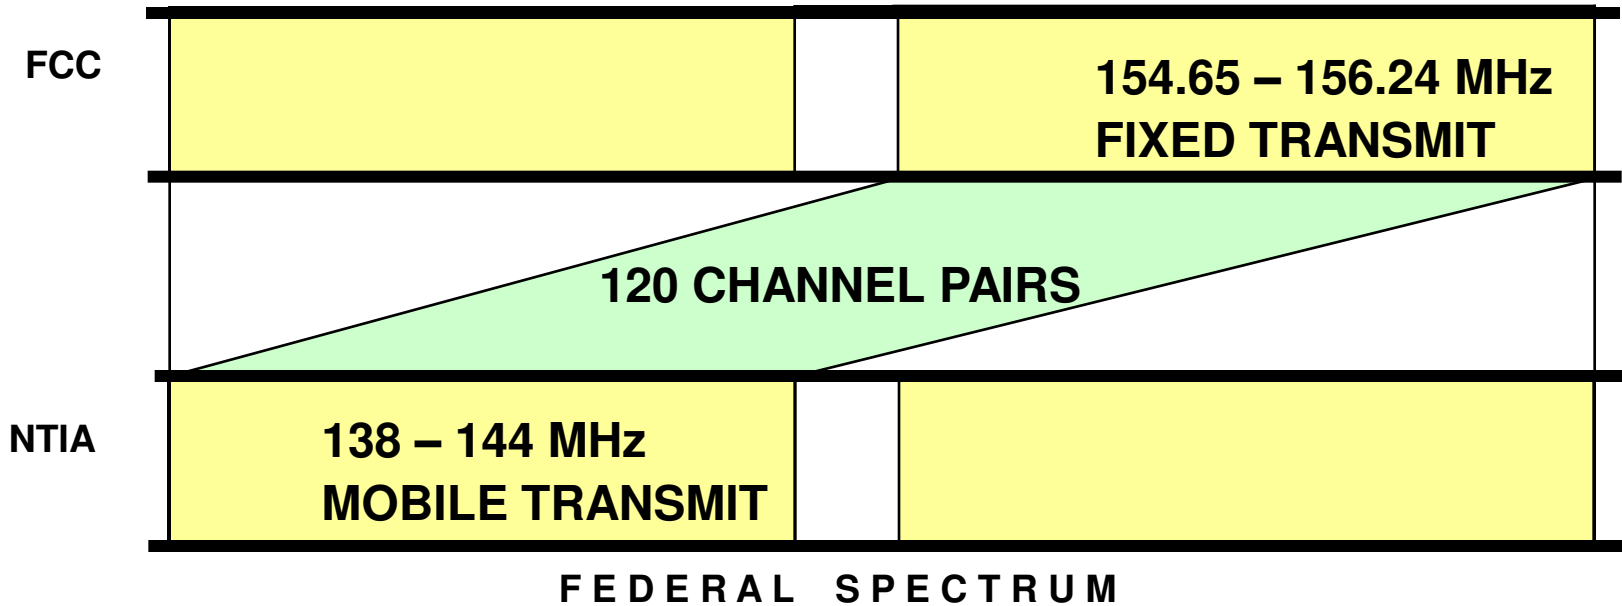 FCC
154.65 – 156.24 MHz
FIXED TRANSMIT
120 CHANNEL PAIRS
NTIA
138 – 144 MHz
MOBILE TRANSMIT
FEDERAL SPECTRUM